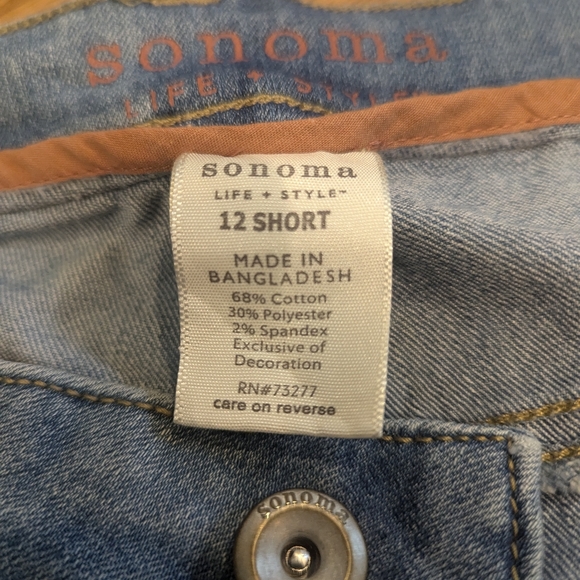 sonoma
LIFE + STYLE
sonoma
LIFE + STYLE™
12 SHORT
MADE IN
BANGLADESH
68% Cotton
30% Polyester
2% Spandex
Exclusive of
Decoration
RN#73277
care on reverse
sonoma